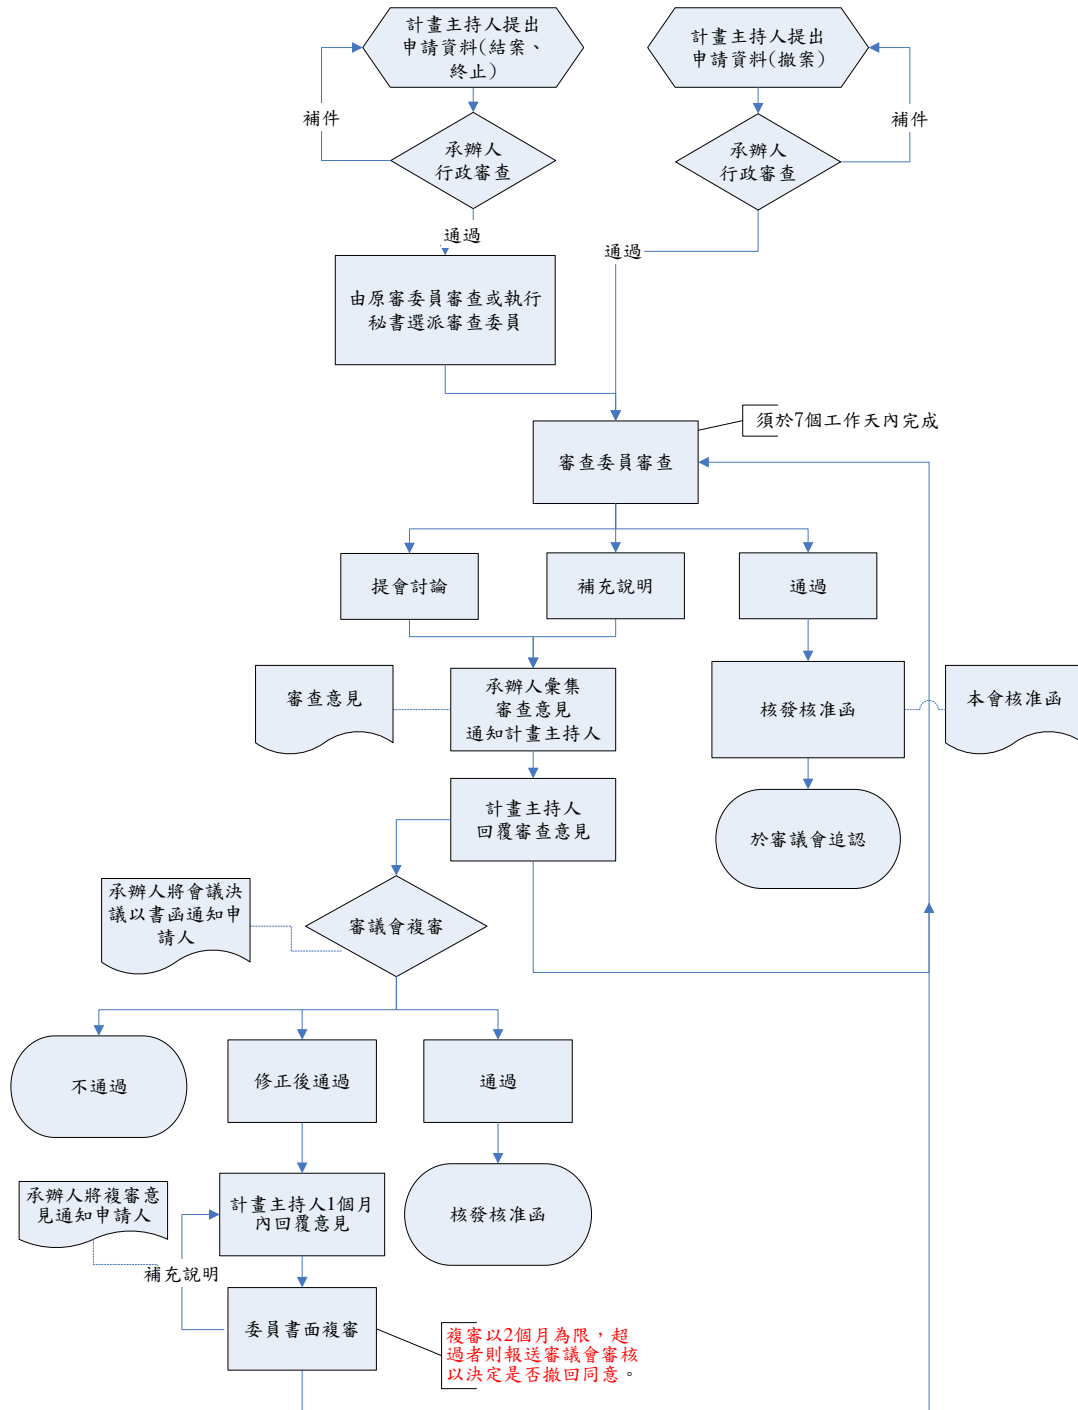 計畫主持人提出
申請資料(結案、
終止)
計畫主持人提出
申請資料(撤案)
補件
補件
承辦人
行政審查
承辦人
行政審查
通過
通過
由原審委員審查或執行
秘書選派審查委員
須於7個工作天內完成
審查委員審查
提會討論
補充說明
通過
審查意見
承辦人彙集
審查意見
通知計畫主持人
核發核准函
本會核准函
計畫主持人
回覆審查意見
於審議會追認
承辦人將會議決
議以書函通知申
請人
審議會複審
不通過
修正後通過
通過
承辦人將複審意
見通知申請人
計畫主持人1個月
內回覆意見
核發核准函
補充說明
委員書面複審
複審以2個月為限，超
過者則報送審議會審核
以決定是否撤回同意。